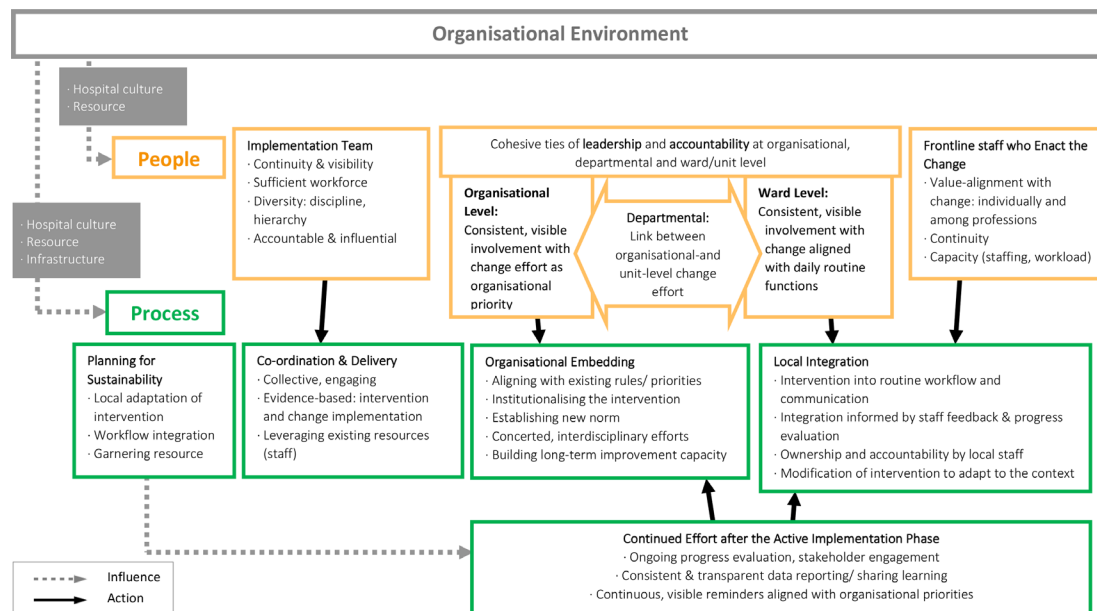 Organisational Environment
· Hospital culture
· Resource
People
· Hospital culture
· Resource
· Infrastructure
Process
Implementation Team
· Continuity & visibility
· Sufficient workforce
· Diversity: discipline,
hierarchy
· Accountable & influential
Cohesive ties of leadership and accountability at organisational,
departmental and ward/unit level
Organisational
Level:
Consistent, visible
involvement with
change effort as
organisational
priority
Departmental:
Link between
organisational-and
unit-level change
effort
Ward Level:
Consistent, visible
involvement with
change aligned
with daily routine
functions
Frontline staff who Enact the
Change
· Value-alignment with
change: individually and
among professions
· Continuity
· Capacity (staffing, workload)
Planning for
Sustainability
· Local adaptation of
intervention
· Workflow integration
· Garnering resource
Co-ordination & Delivery
· Collective, engaging
· Evidence-based: intervention
and change implementation
· Leveraging existing resources
(staff)
Organisational Embedding
· Aligning with existing rules/ priorities
· Institutionalising the intervention
· Establishing new norm
· Concerted, interdisciplinary efforts
· Building long-term improvement capacity
Local Integration
· Intervention into routine workflow and
communication
· Integration informed by staff feedback & progress
evaluation
· Ownership and accountability by local staff
· Modification of intervention to adapt to the context
Continued Effort after the Active Implementation Phase
· Ongoing progress evaluation, stakeholder engagement
· Consistent & transparent data reporting/ sharing learning
· Continuous, visible reminders aligned with organisational priorities
Influence
Action